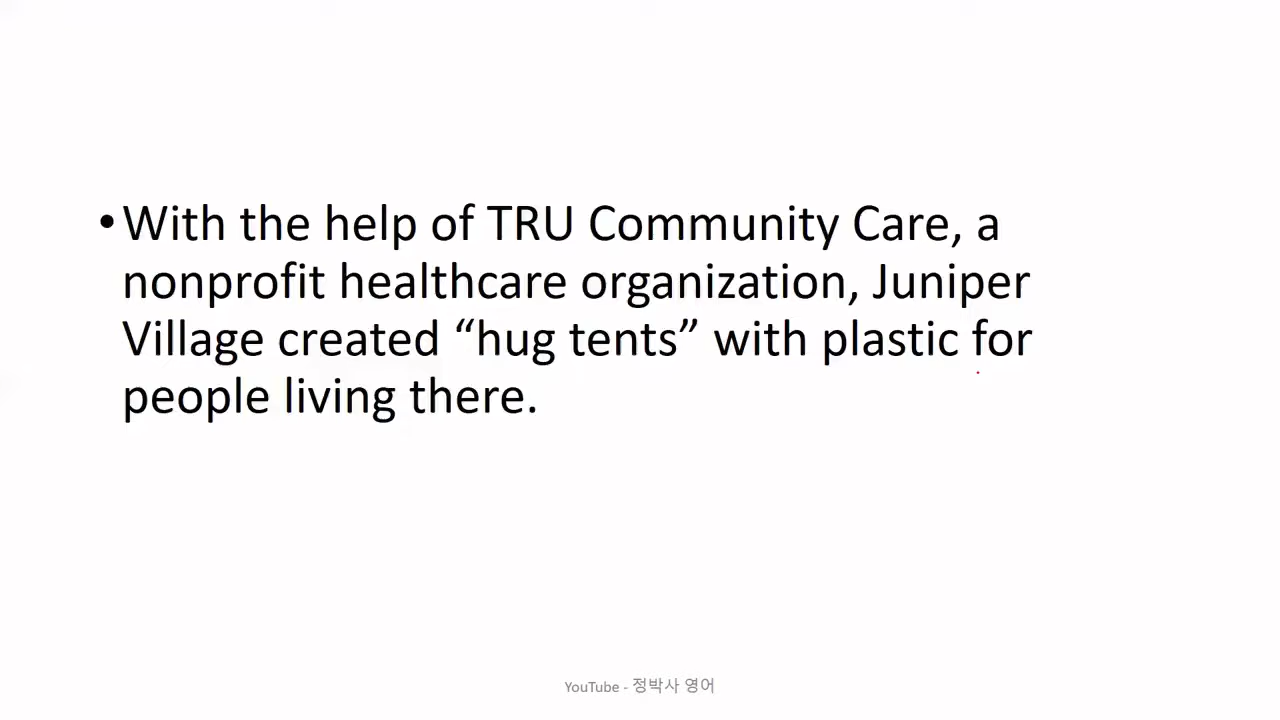 •With the help of TRU Community Care, a
nonprofit healthcare organization, Juniper
Village created “hug tents” with plastic for
people living there.
YouTube - 정박사 영어